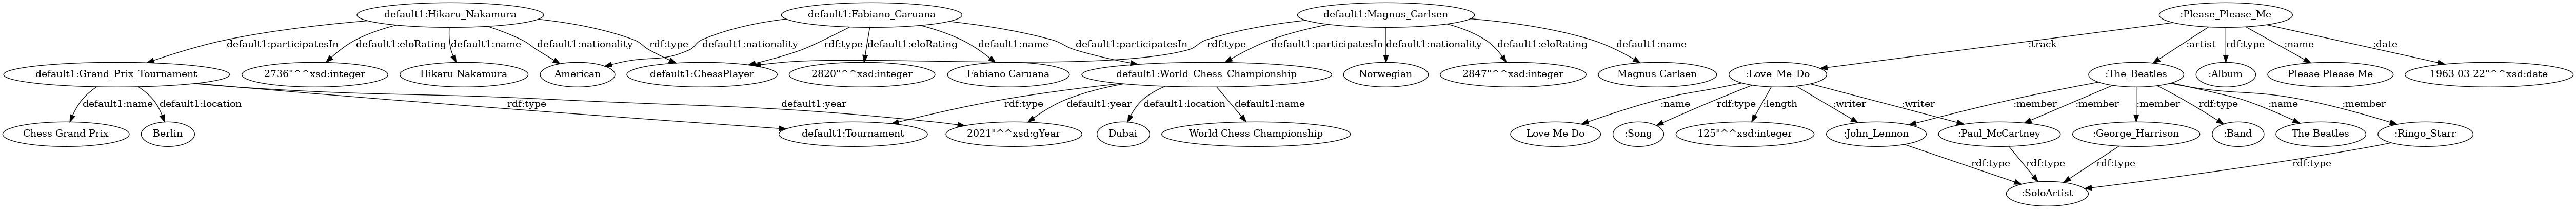 default1:Hikaru_Nakamura
default1:Fabiano_Caruana
default1:Magnus_Carlsen
:Please_Please_Me
default1:participatesIn
default1:eloRating
default1:name
default1:nationality
rdf:type
default1:nationality
rdf:type
default1:eloRating
default1:name
default1:participatesIn
rdf:type
default1:participatesIn
default1:nationality
default1:eloRating
default1:name
:track
:artist
rdf:type
:name
:date
default1:Grand_Prix_Tournament
2736"^^xsd:integer
Hikaru Nakamura
American
default1:ChessPlayer
2820"^^xsd:integer
Fabiano Caruana
default1:World_Chess_Championship
Norwegian
2847"^^xsd:integer
Magnus Carlsen
:Love_Me_Do
:The_Beatles
:Album
Please Please Me
1963-03-22"^^xsd:date
default1:name
default1:location
rdf:type
default1:year
rdf:type
default1:year
default1:location
default1:name
:name
rdf:type
:length
:writer
:writer
:member
:member
:member
rdf:type
:name
:member
Chess Grand Prix
Berlin
default1:Tournament
2021"^^xsd:gYear
Dubai
World Chess Championship
Love Me Do
:Song
125"^^xsd:integer
:John_Lennon
:Paul_McCartney
:George_Harrison
:Band
The Beatles
:Ringo_Starr
rdf:type
rdf:type
rdf:type
rdf:type
:SoloArtist